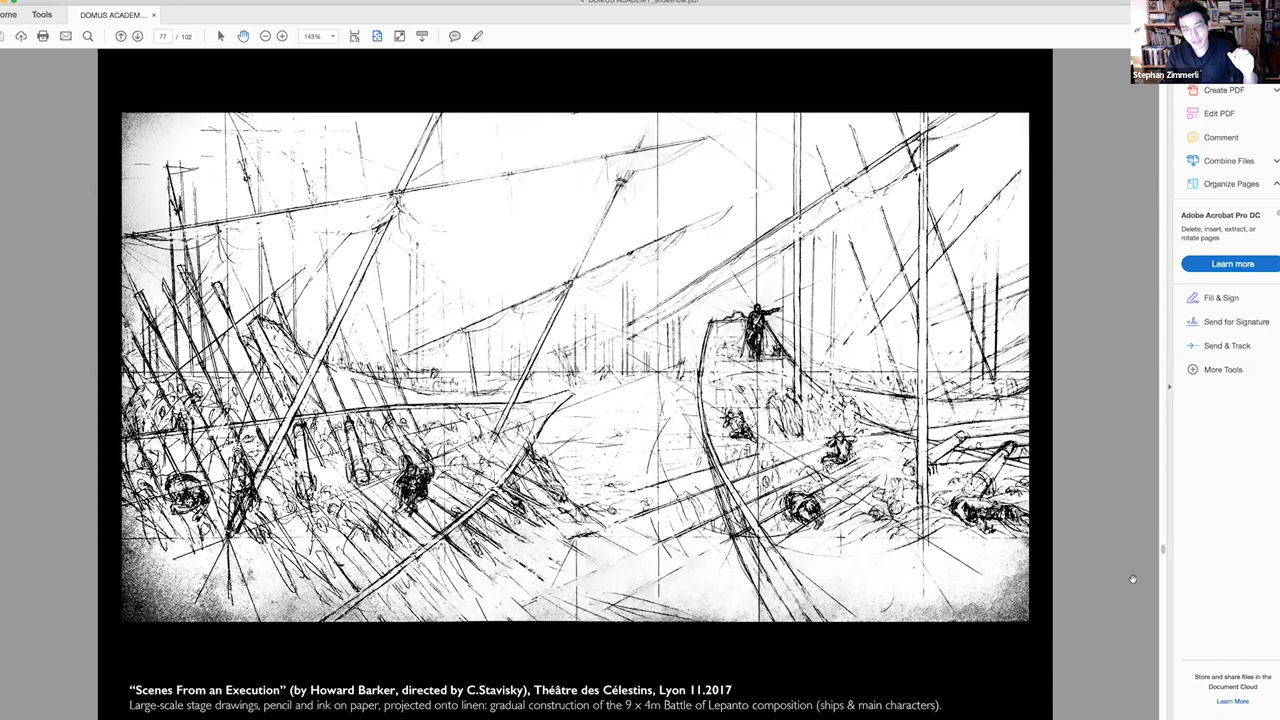 DOMUS ACADEMY_slideshow.pdf
ome
Tools
DOMUS ACADEM...
77 / 102
143%
Stephan Zimmerli
Create PDF
Edit PDF
Comment
Combine Files
Organize Pages
Adobe Acrobat Pro DC
Delete, insert, extract, or
rotate pages
Learn more
Fill & Sign
Send for Signature
Send & Track
More Tools
Store and share files in the
Document Cloud
Learn More
“Scenes From an Execution” (by Howard Barker, directed by C.Stavisky), Théâtre des Célestins, Lyon 11.2017
Large-scale stage drawings, pencil and ink on paper, projected onto linen: gradual construction of the 9 x 4m Battle of Lepanto composition (ships & main characters).